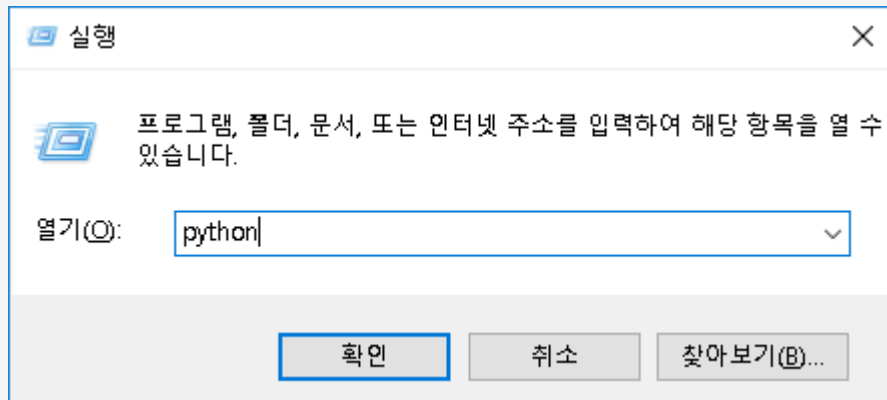 실행
프로그램, 폴더, 문서, 또는 인터넷 주소를 입력하여 해당 항목을 열 수
있습니다.
열기(O): python
확인 취소 찾아보기(B)...